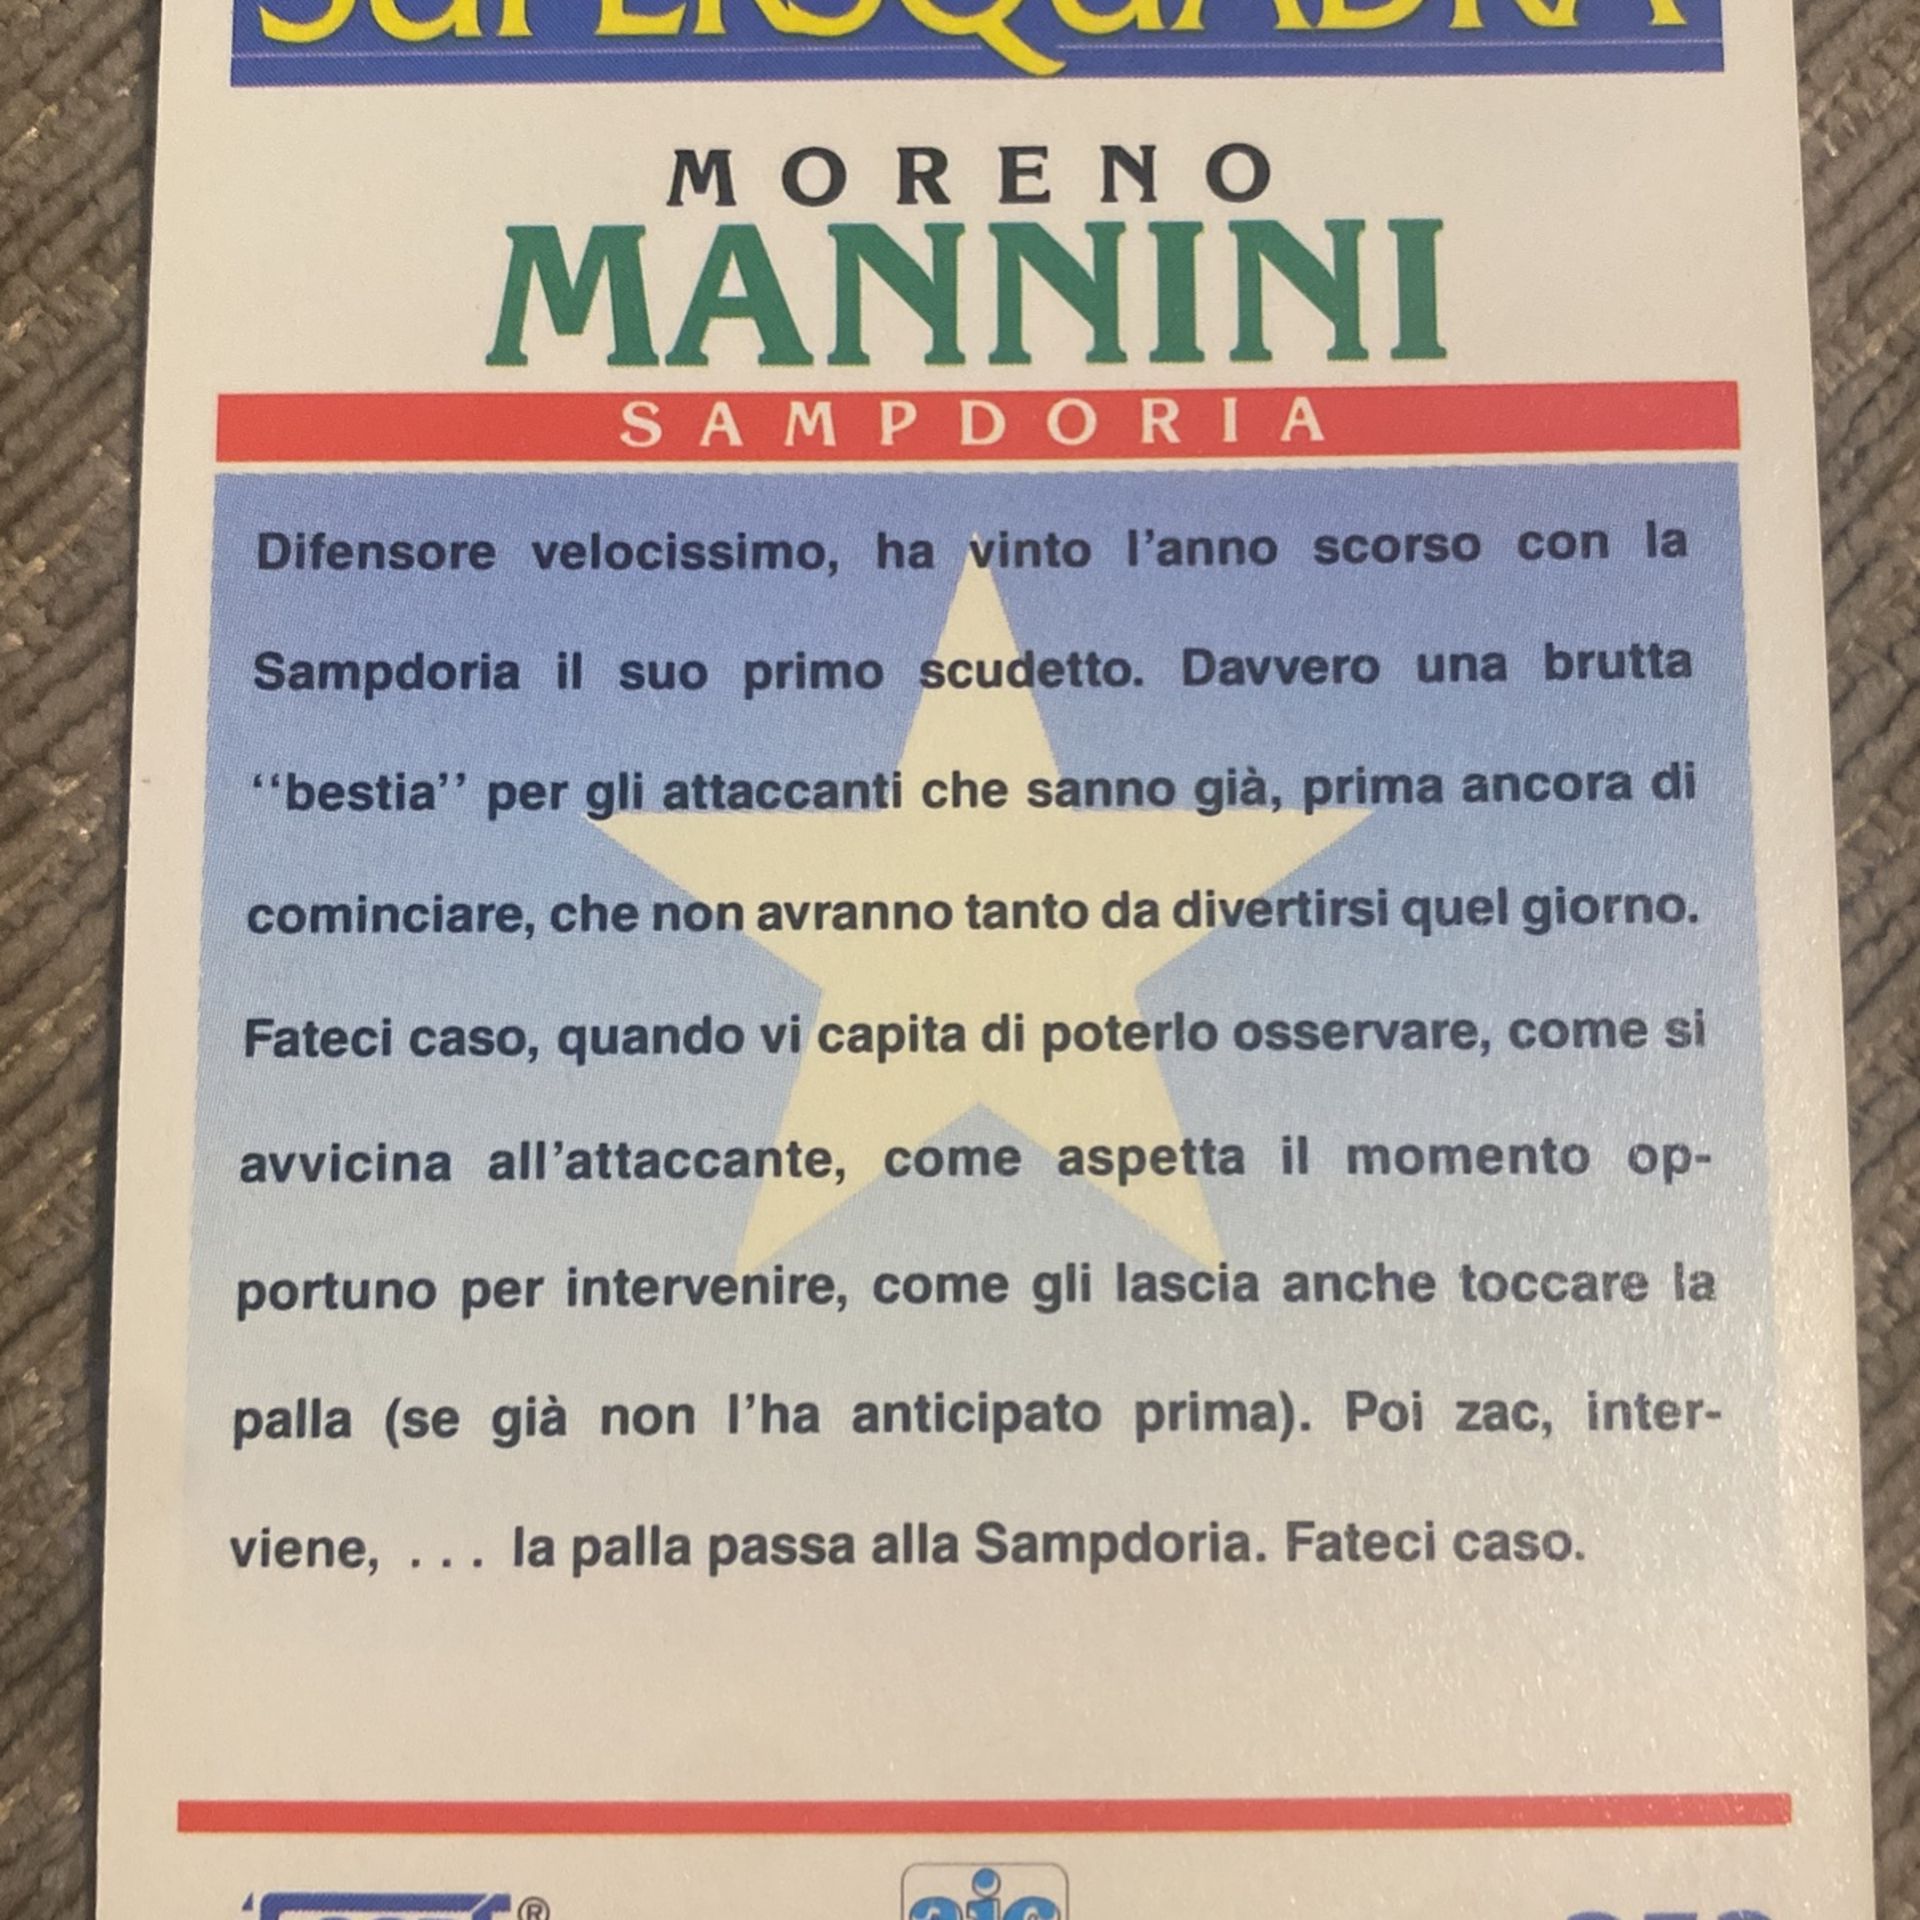 SUPERSQUADRA
MORENO
MANNINI
SAMPDORIA
Difensore velocissimo, ha vinto l'anno scorso con la
Sampdoria il suo primo scudetto. Davvero una brutta
‘‘bestia’’ per gli attaccanti che sanno già, prima ancora di
cominciare, che non avranno tanto da divertirsi quel giorno.
Fateci caso, quando vi capita di poterlo osservare, come si
avvicina all'attaccante, come aspetta il momento op-
portuno per intervenire, come gli lascia anche toccare la
palla (se già non l'ha anticipato prima). Poi zac, inter-
viene, ... la palla passa alla Sampdoria. Fateci caso.
®
aic